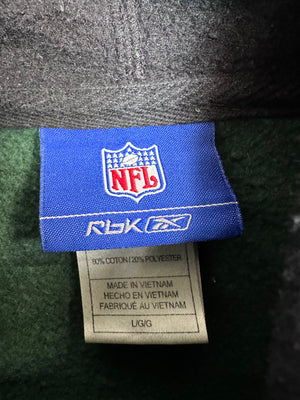 NFL
RbK
80% COTTON/20% POLYESTER
MADE IN VIETNAM
HECHO EN VIETNAM
FABRIQUÉ AU VIETNAM
L/G/G